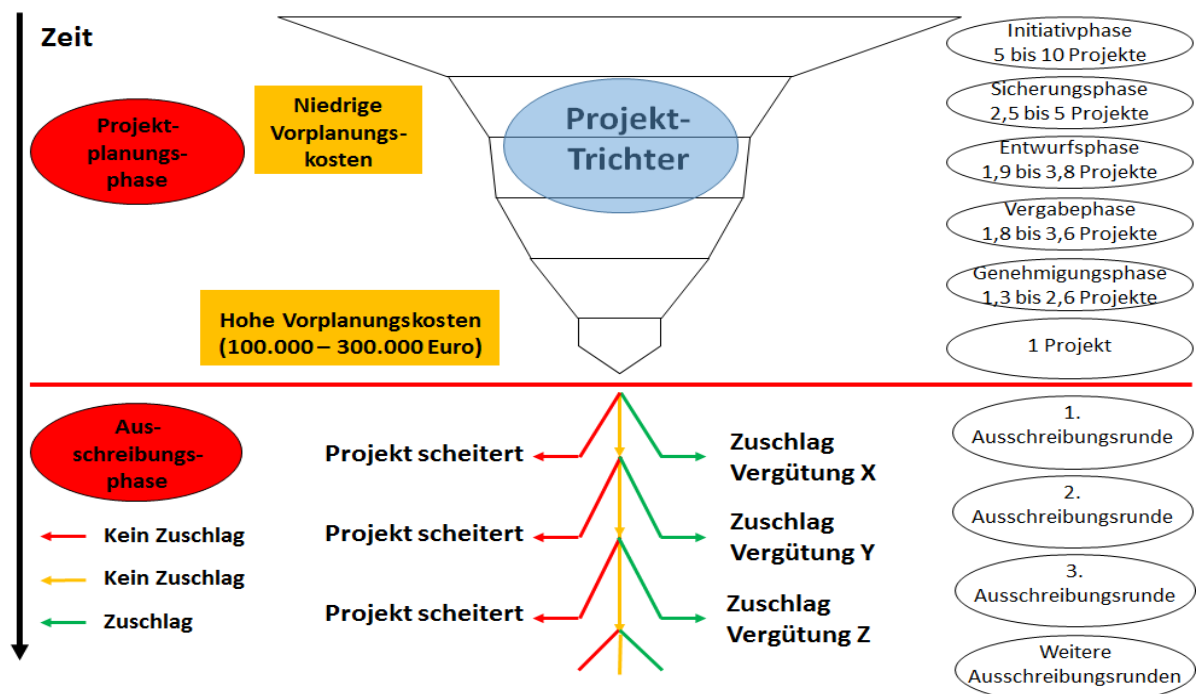 Zeit
Projekt-
planungs-
phase
Niedrige
Vorplanungs-
kosten
Projekt-
Trichter
Initiativphase
5 bis 10 Projekte
Sicherungsphase
2,5 bis 5 Projekte
Entwurfsphase
1,9 bis 3,8 Projekte
Vergabephase
1,8 bis 3,6 Projekte
Genehmigungsphase
1,3 bis 2,6 Projekte
Hohe Vorplanungskosten
(100.000 – 300.000 Euro)
1 Projekt
Aus-
schreibungs-
phase
Projekt scheitert
Zuschlag
Vergütung X
1.
Ausschreibungsrunde
Kein Zuschlag
Projekt scheitert
Zuschlag
Vergütung Y
2.
Ausschreibungsrunde
Kein Zuschlag
Zuschlag
Projekt scheitert
Zuschlag
Vergütung Z
3.
Ausschreibungsrunde
Weitere
Ausschreibungsrunden